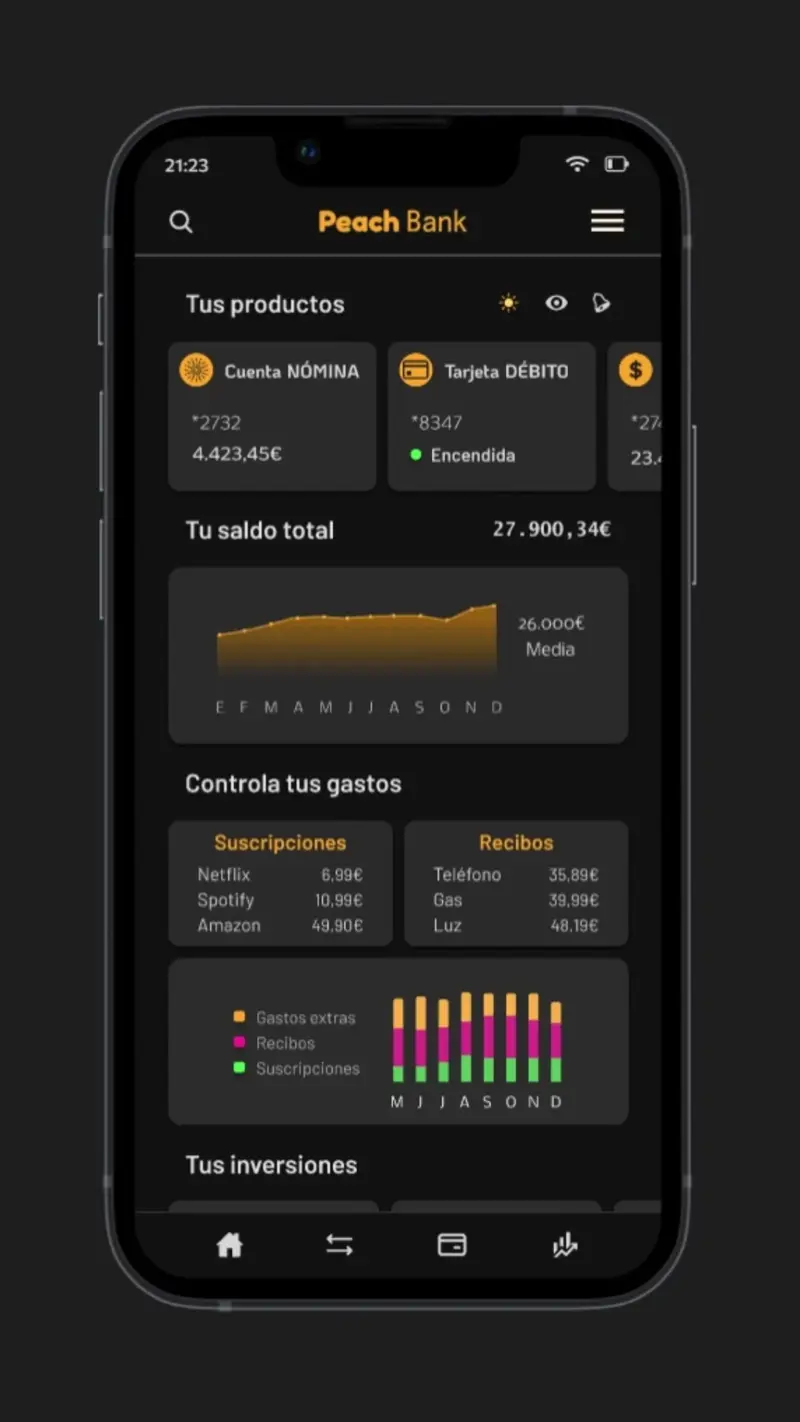 21:23
Peach Bank
Tus productos
Cuenta NÓMINA
*2732
4.423,45€
Tarjeta DÉBITO
*8347
Encendida
$
*27
23.
Tu saldo total 27.900,34€
26.000€
Media
E F M A M J J A S O N D
Controla tus gastos
Suscripciones
Netflix 6,99€
Spotify 10,99€
Amazon 49,90€
Recibos
Teléfono 35,89€
Gas 39,99€
Luz 48,19€
Gastos extras
Recibos
Suscripciones
M J J A S O N D
Tus inversiones